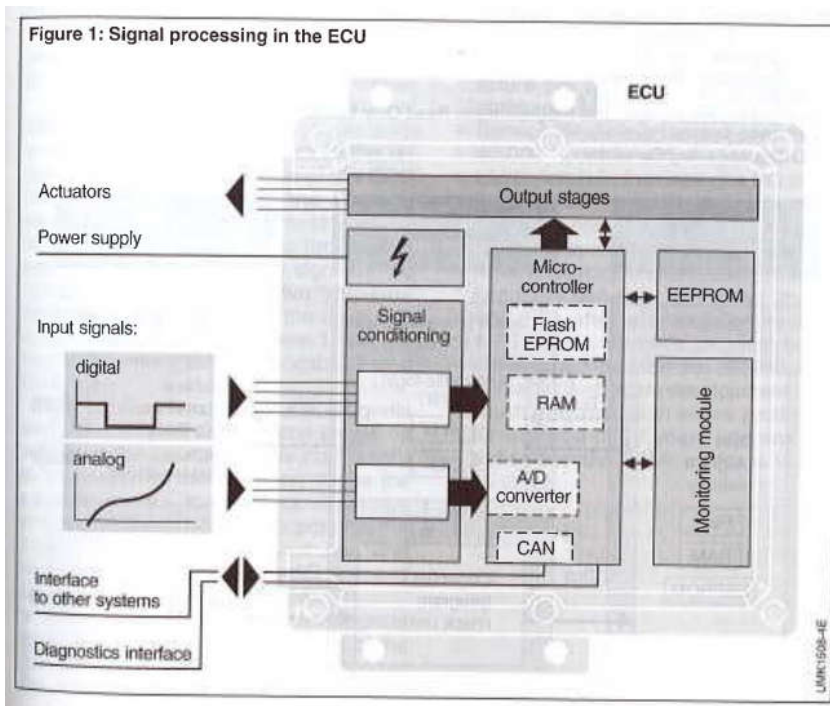 Figure 1: Signal processing in the ECU
ECU
Actuators
Output stages
Power supply
Micro-
controller
EEPROM
Input signals:
Signal
conditioning
Flash
EPROM
digital
RAM
Monitoring module
analog
A/D
converter
CAN
Interface
to other systems
Diagnostics interface
UMK1508-4E